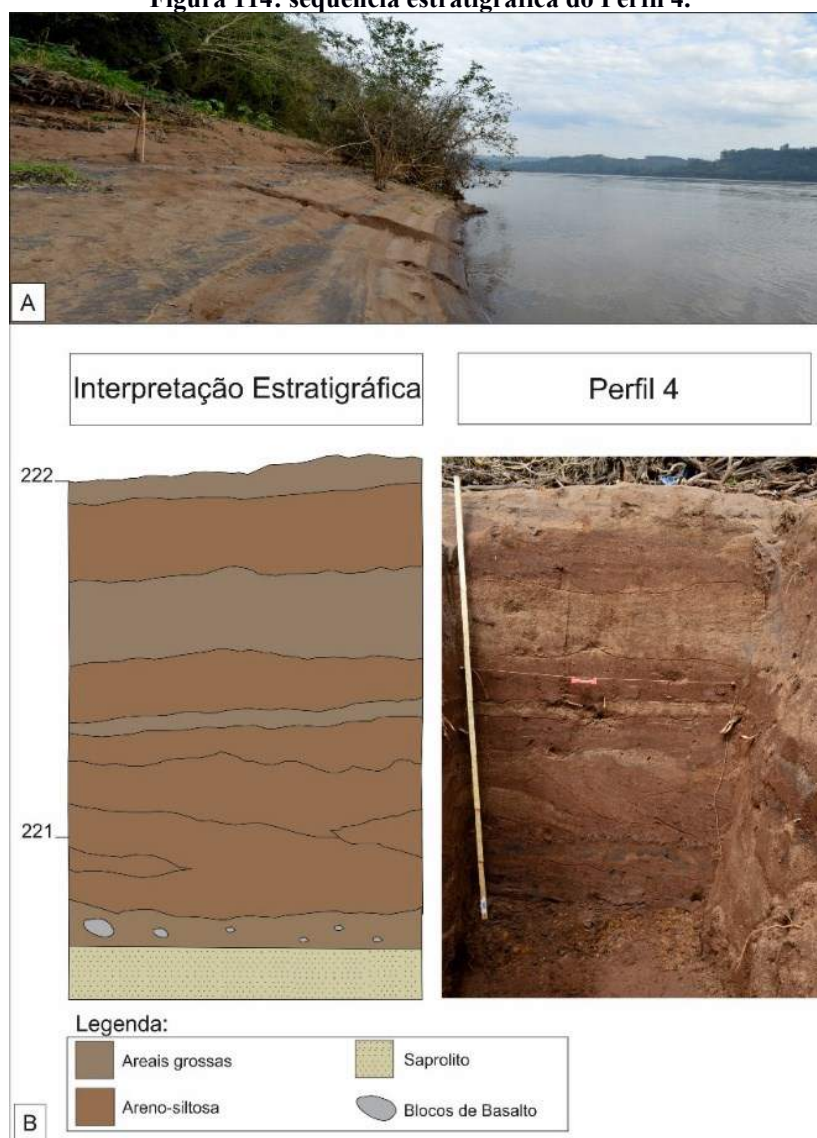 Figura 114: sequência estratigráfica do Perfil 4.
A
Interpretação Estratigráfica
Perfil 4
222
221
Legenda:
Areais grossas
Saprolito
Areno-siltosa
Blocos de Basalto
B